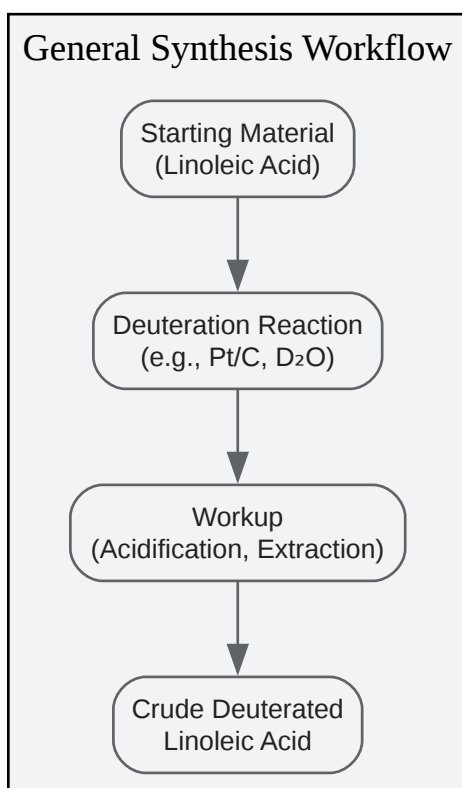 General Synthesis Workflow
Starting Material
(Linoleic Acid)
Deuteration Reaction
(e.g., Pt/C, D₂O)
Workup
(Acidification, Extraction)
Crude Deuterated
Linoleic Acid